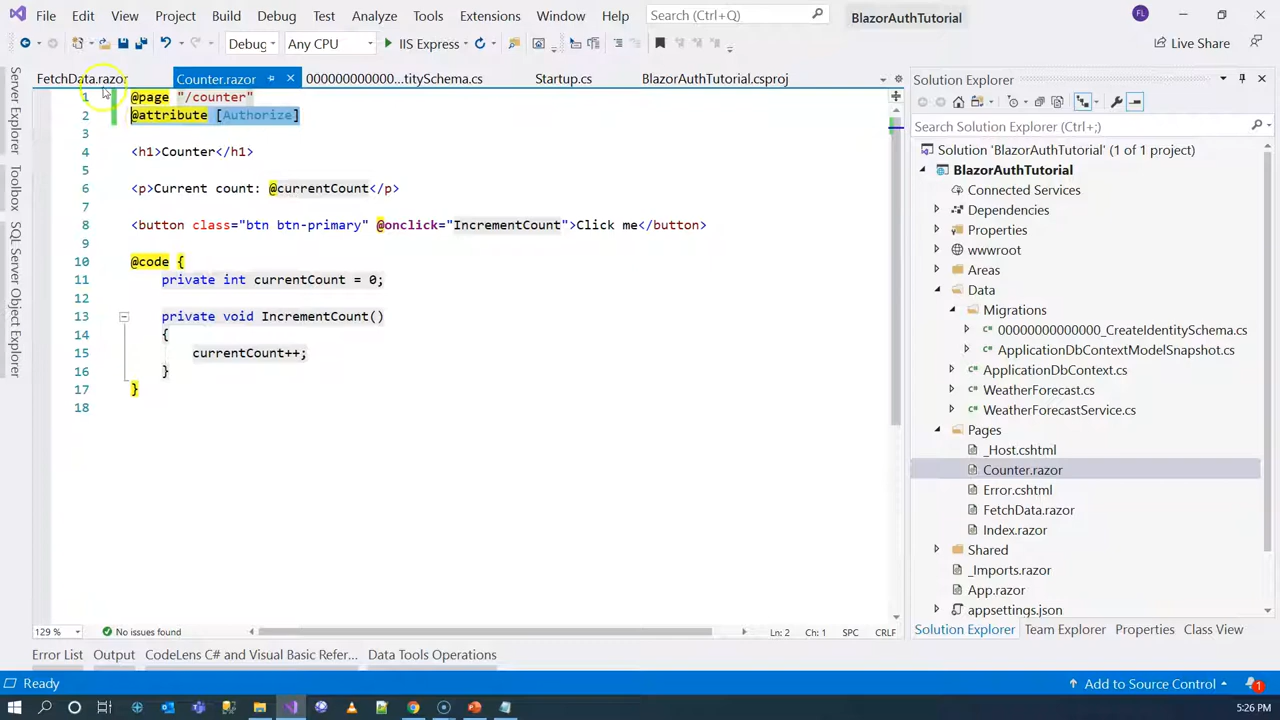 File Edit View Project Build Debug Test Analyze Tools Extensions Window Help Search (Ctrl+Q) BlazorAuthTutorial FL
Debug Any CPU IIS Express Live Share
FetchData.razor Counter.razor 000000000000...titySchema.cs Startup.cs BlazorAuthTutorial.csproj
Server Explorer
Toolbox
SQL Server Object Explorer
1 @page "/counter"
2 @attribute [Authorize]
3
4 <h1>Counter</h1>
5
6 <p>Current count: @currentCount</p>
7
8 <button class="btn btn-primary" @onclick="IncrementCount">Click me</button>
9
10 @code {
11 private int currentCount = 0;
12
13 private void IncrementCount()
14 {
15 currentCount++;
16 }
17 }
18
129 % No issues found Ln: 2 Ch: 1 SPC CRLF
Solution Explorer
Search Solution Explorer (Ctrl+;)
Solution 'BlazorAuthTutorial' (1 of 1 project)
BlazorAuthTutorial
Connected Services
Dependencies
Properties
wwwroot
Areas
Data
Migrations
00000000000000_CreateIdentitySchema.cs
ApplicationDbContextModelSnapshot.cs
ApplicationDbContext.cs
WeatherForecast.cs
WeatherForecastService.cs
Pages
_Host.cshtml
Counter.razor
Error.cshtml
FetchData.razor
Index.razor
Shared
_Imports.razor
App.razor
appsettings.json
Solution Explorer Team Explorer Properties Class View
Error List Output CodeLens C# and Visual Basic Refer... Data Tools Operations
Ready Add to Source Control 1
5:26 PM